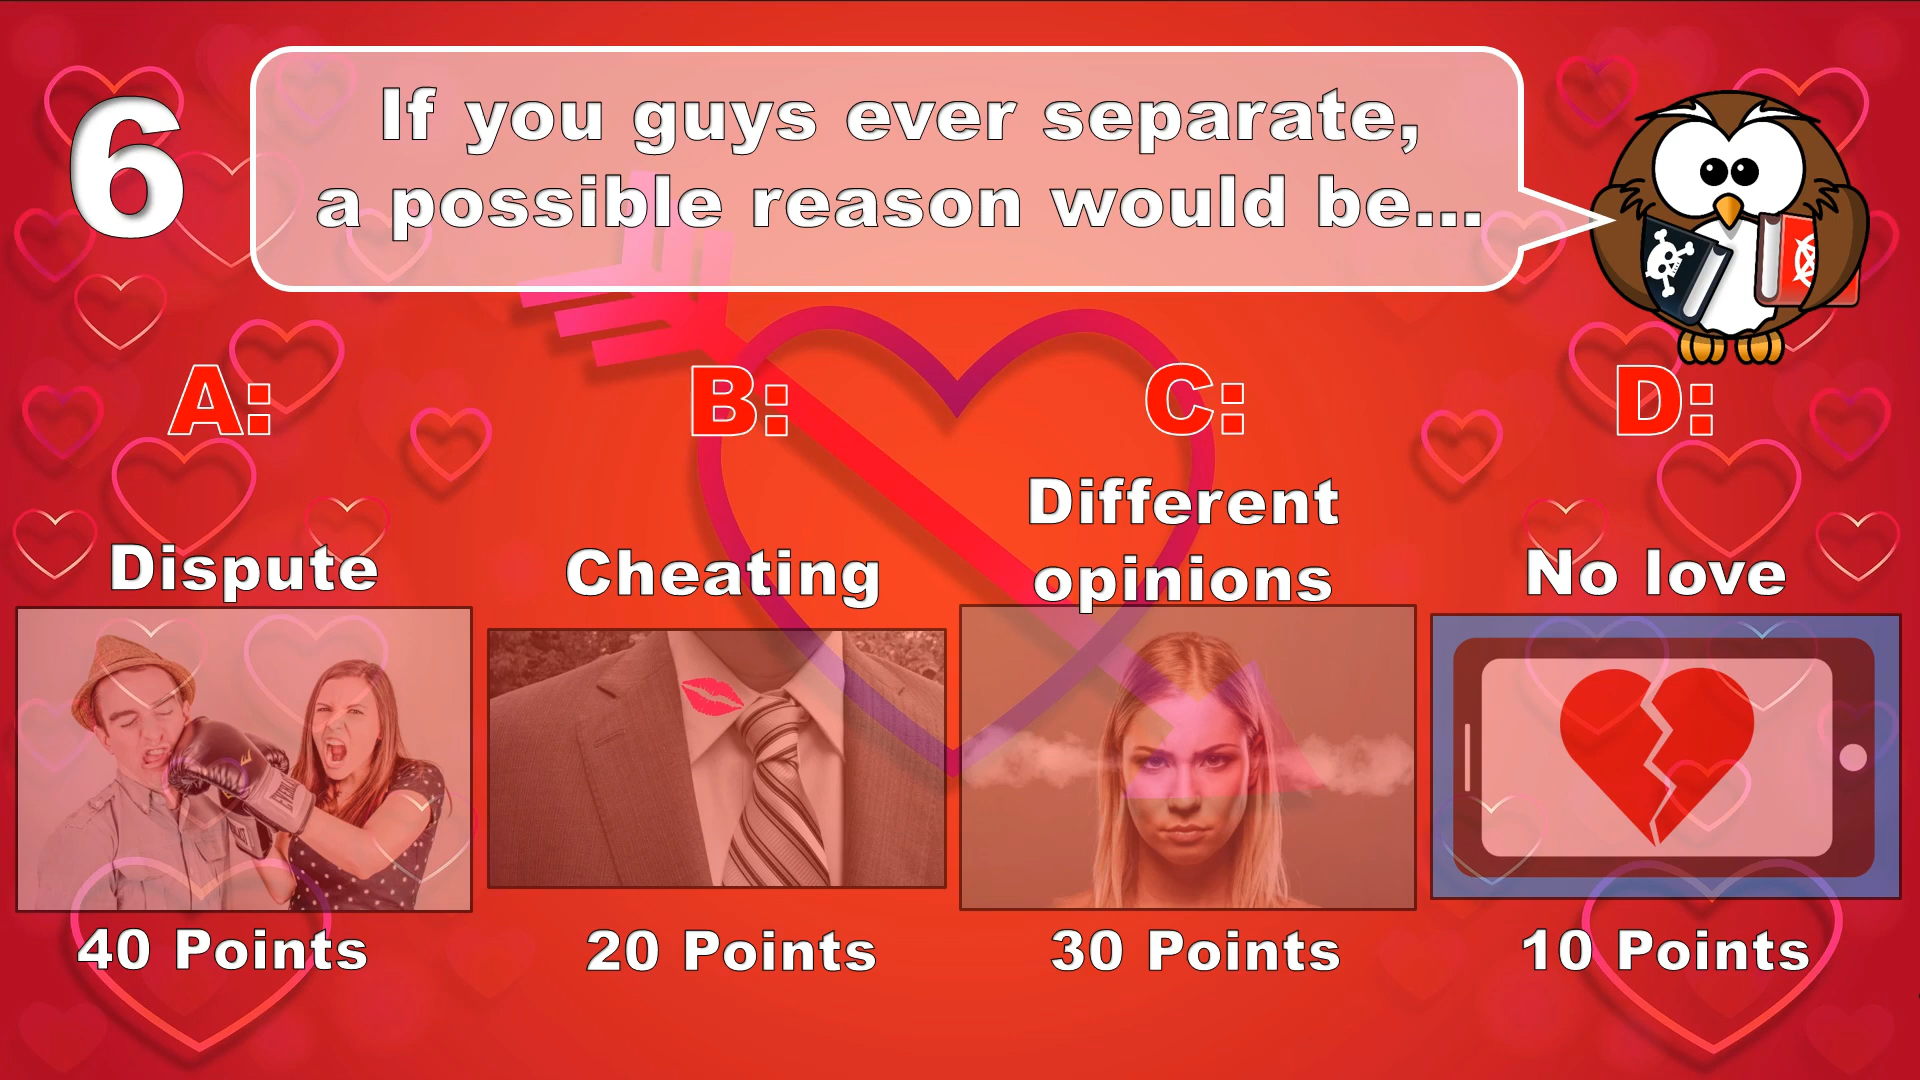 6
If you guys ever separate,
a possible reason would be...
A:
B:
C:
D:
Dispute
Cheating
Different
opinions
No love
40 Points
20 Points
30 Points
10 Points